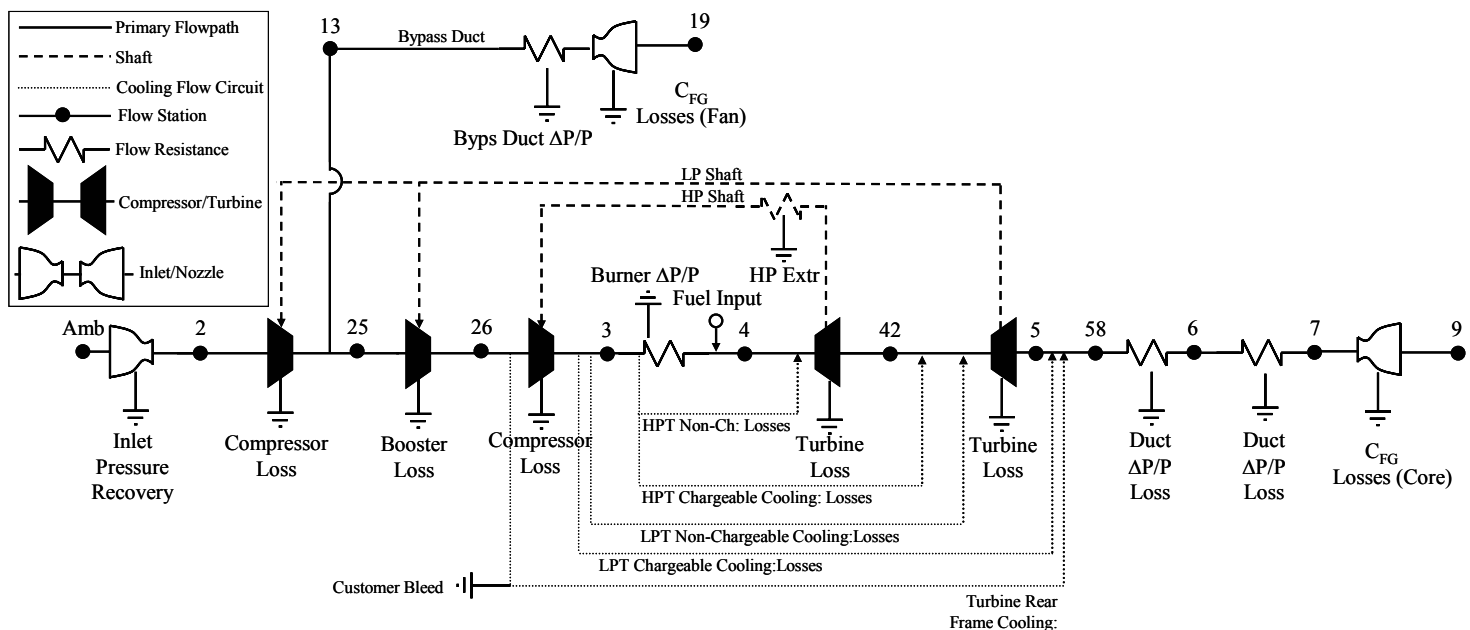 Primary Flowpath
Shaft
Cooling Flow Circuit
Flow Station
Flow Resistance
Compressor/Turbine
Inlet/Nozzle
13
Bypass Duct
19
C_FG
Losses (Fan)
Byps Duct ΔP/P
LP Shaft
HP Shaft
HP Extr
Burner ΔP/P
Fuel Input
Amb
2
25
26
3
4
42
5
58
6
7
9
Inlet
Pressure
Recovery
Compressor
Loss
Booster
Loss
Compressor
Loss
Turbine
Loss
Turbine
Loss
Duct
ΔP/P
Loss
Duct
ΔP/P
Loss
C_FG
Losses (Core)
HPT Non-Ch: Losses
HPT Chargeable Cooling: Losses
LPT Non-Chargeable Cooling:Losses
LPT Chargeable Cooling:Losses
Customer Bleed
Turbine Rear
Frame Cooling: